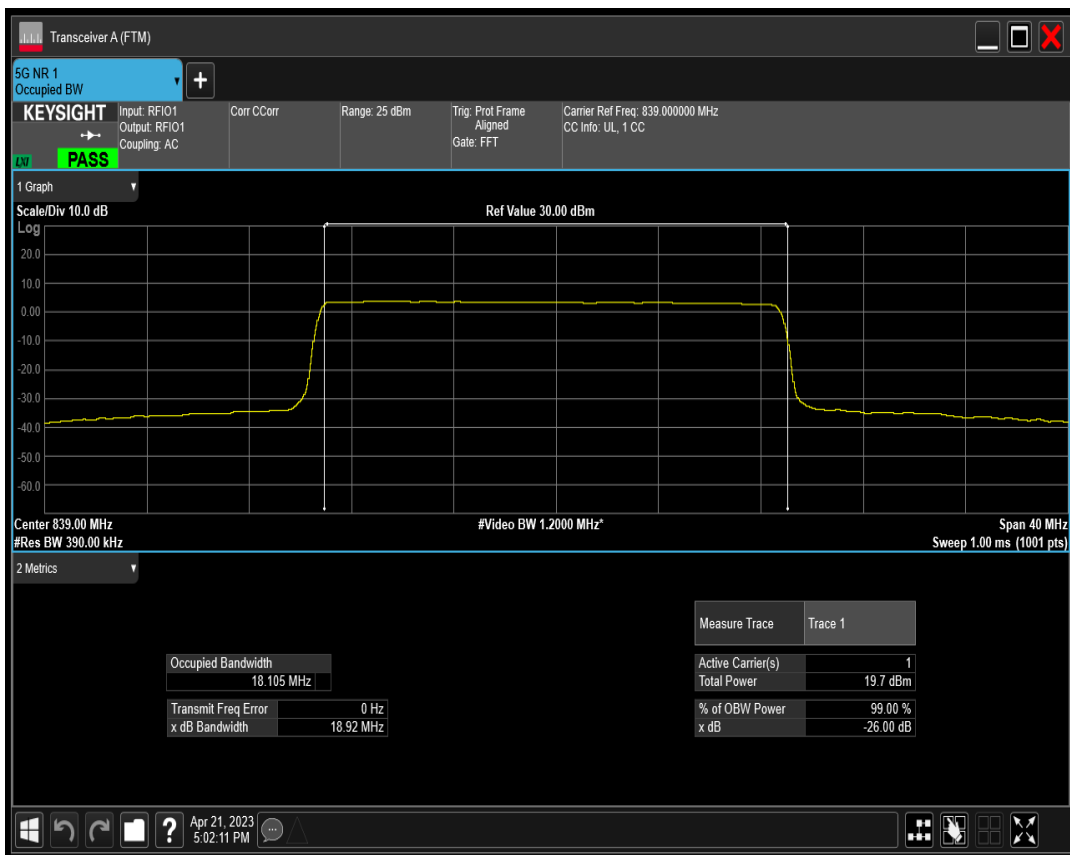 Transceiver A (FTM)
5G NR 1
Occupied BW
+
KEYSIGHT
LXI
PASS
Input: RFIO1
Output: RFIO1
Coupling: AC
Corr CCorr
Range: 25 dBm
Trig: Prot Frame
Aligned
Gate: FFT
Carrier Ref Freq: 839.000000 MHz
CC Info: UL, 1 CC
1 Graph
Scale/Div 10.0 dB
Ref Value 30.00 dBm
Log
20.0
10.0
0.00
-10.0
-20.0
-30.0
-40.0
-50.0
-60.0
Center 839.00 MHz
#Video BW 1.2000 MHz*
Span 40 MHz
#Res BW 390.00 kHz
Sweep 1.00 ms (1001 pts)
2 Metrics
Measure Trace Trace 1
Occupied Bandwidth
18.105 MHz
Active Carrier(s) 1
Total Power 19.7 dBm
Transmit Freq Error 0 Hz
x dB Bandwidth 18.92 MHz
% of OBW Power 99.00 %
x dB -26.00 dB
?
Apr 21, 2023
5:02:11 PM